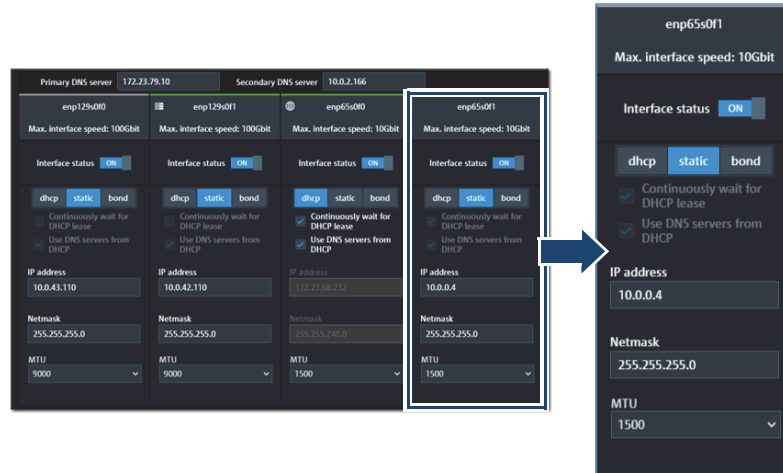 Primary DNS server 172.23.79.10 Secondary DNS server 10.0.2.166
enp129s0f0
Max. interface speed: 100Gbit
Interface status ON
dhcp static bond
Continuously wait for
DHCP lease
Use DNS servers from
DHCP
IP address
10.0.43.110
Netmask
255.255.255.0
MTU
9000
enp129s0f1
Max. interface speed: 100Gbit
Interface status ON
dhcp static bond
Continuously wait for
DHCP lease
Use DNS servers from
DHCP
IP address
10.0.42.110
Netmask
255.255.255.0
MTU
9000
enp65s0f0
Max. interface speed: 10Gbit
Interface status ON
dhcp static bond
Continuously wait for
DHCP lease
Use DNS servers from
DHCP
IP address
172.23.68.232
Netmask
255.255.240.0
MTU
1500
enp65s0f1
Max. interface speed: 10Gbit
Interface status ON
dhcp static bond
Continuously wait for
DHCP lease
Use DNS servers from
DHCP
IP address
10.0.0.4
Netmask
255.255.255.0
MTU
1500
enp65s0f1
Max. interface speed: 10Gbit
Interface status ON
dhcp static bond
Continuously wait for
DHCP lease
Use DNS servers from
DHCP
IP address
10.0.0.4
Netmask
255.255.255.0
MTU
1500